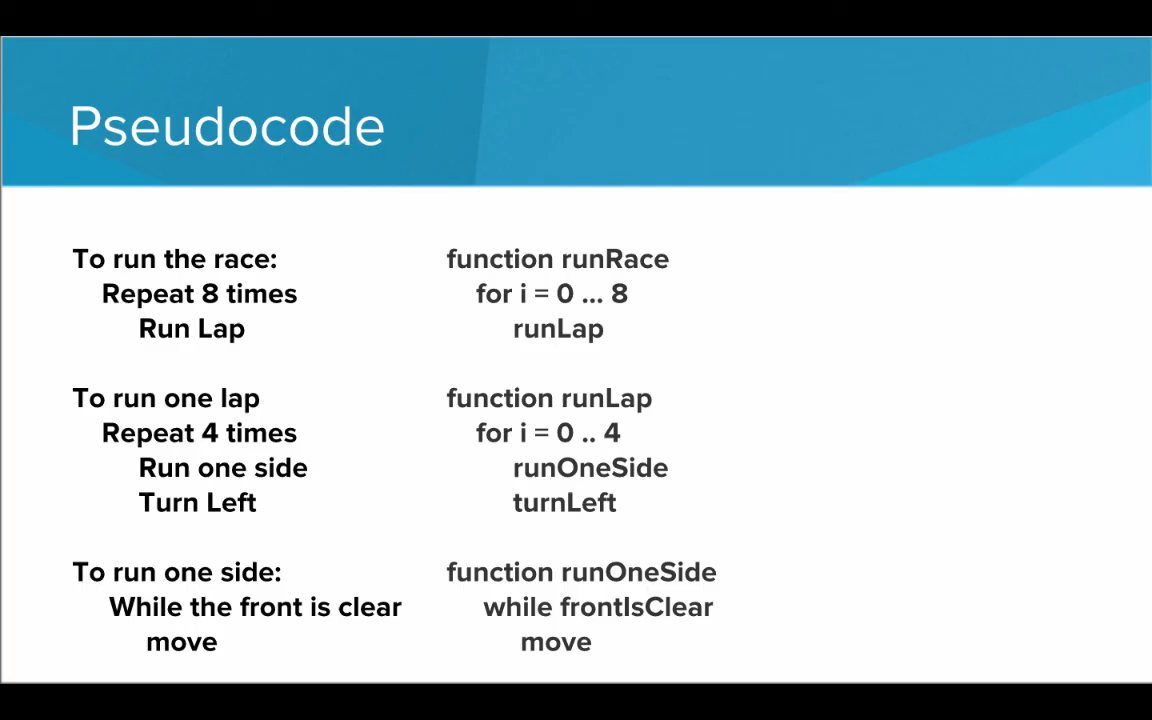 Pseudocode
To run the race:
Repeat 8 times
Run Lap
To run one lap
Repeat 4 times
Run one side
Turn Left
To run one side:
While the front is clear
move
function runRace
for i = 0 ... 8
runLap
function runLap
for i = 0 .. 4
runOneSide
turnLeft
function runOneSide
while frontIsClear
move